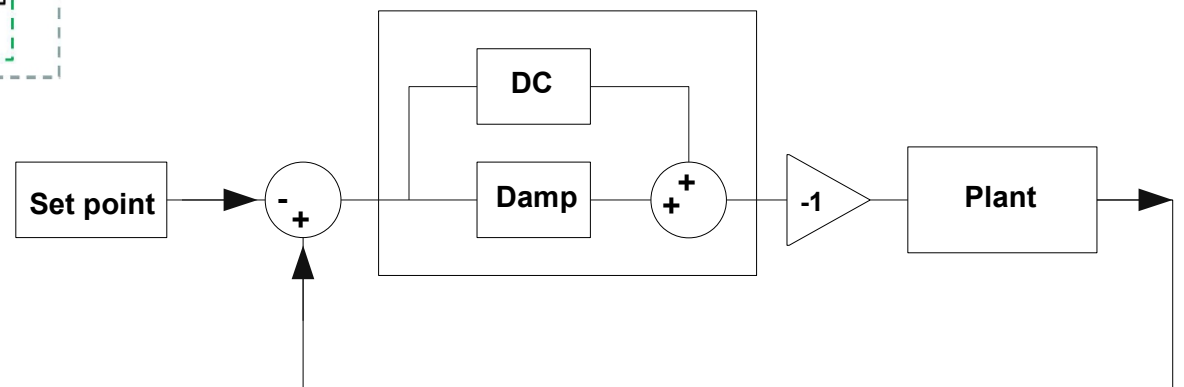 DC
Set point
-
+
Damp
+
+
-1
Plant